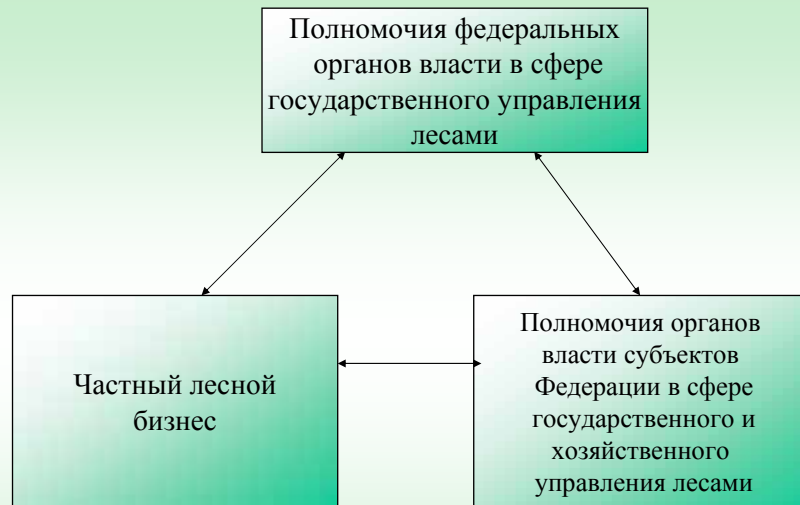 Полномочия федеральных
органов власти в сфере
государственного управления
лесами
Частный лесной
бизнес
Полномочия органов
власти субъектов
Федерации в сфере
государственного и
хозяйственного
управления лесами